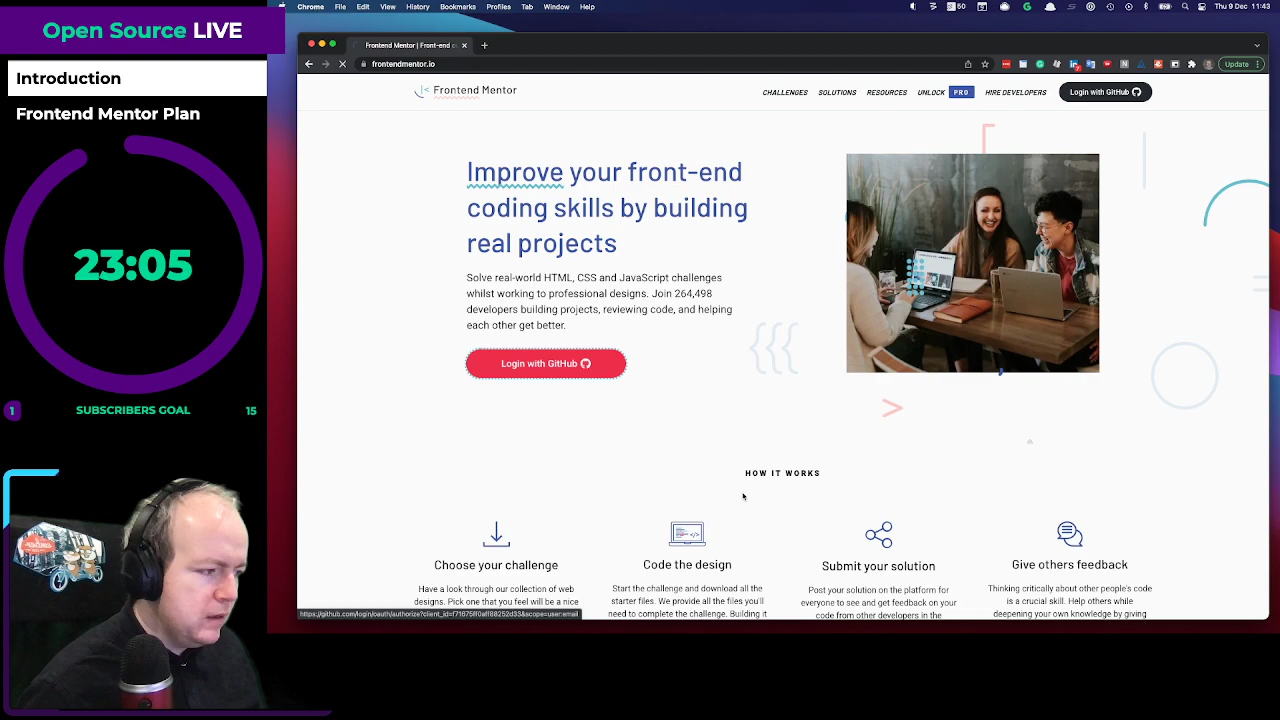 Open Source LIVE
Introduction
Frontend Mentor Plan
23:05
1 SUBSCRIBERS GOAL 15
Chrome File Edit View History Bookmarks Profiles Tab Window Help
50 Thu 9 Dec 11:43
Frontend Mentor | Front-end c
frontendmentor.io
Update
Frontend Mentor
CHALLENGES SOLUTIONS RESOURCES UNLOCK PRO HIRE DEVELOPERS Login with GitHub
Improve your front-end
coding skills by building
real projects
Solve real-world HTML, CSS and JavaScript challenges
whilst working to professional designs. Join 264,498
developers building projects, reviewing code, and helping
each other get better.
Login with GitHub
HOW IT WORKS
Choose your challenge
Have a look through our collection of web
designs. Pick one that you feel will be a nice
Code the design
Start the challenge and download all the
starter files. We provide all the files you'll
need to complete the challenge. Building it
Submit your solution
Post your solution on the platform for
everyone to see and get feedback on your
code from other developers in the
Give others feedback
Thinking critically about other people's code
is a crucial skill. Help others while
deepening your own knowledge by giving